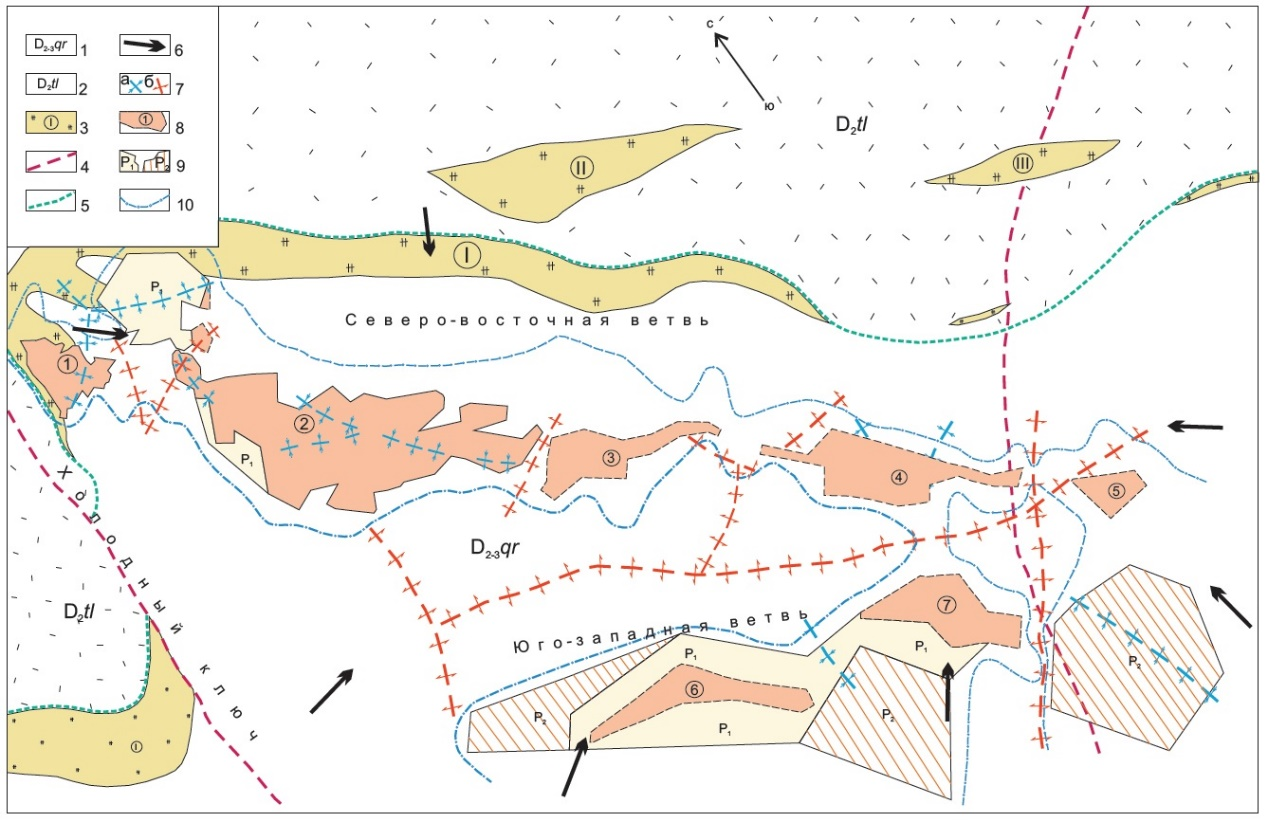 D₂₋₃qr 1
D₂tl 2
I 3
4
5
6
а б 7
1 8
P₁ P₂ 9
10
с
ю
D₂tl
II
III
I
P₁
Северо-восточная ветвь
1
2
3
4
5
P₁
Холодный ключ
D₂₋₃qr
D₂tl
7
Юго-западная ветвь
P₁
P₁
P₂
6
P₂
P₂
P₁
I